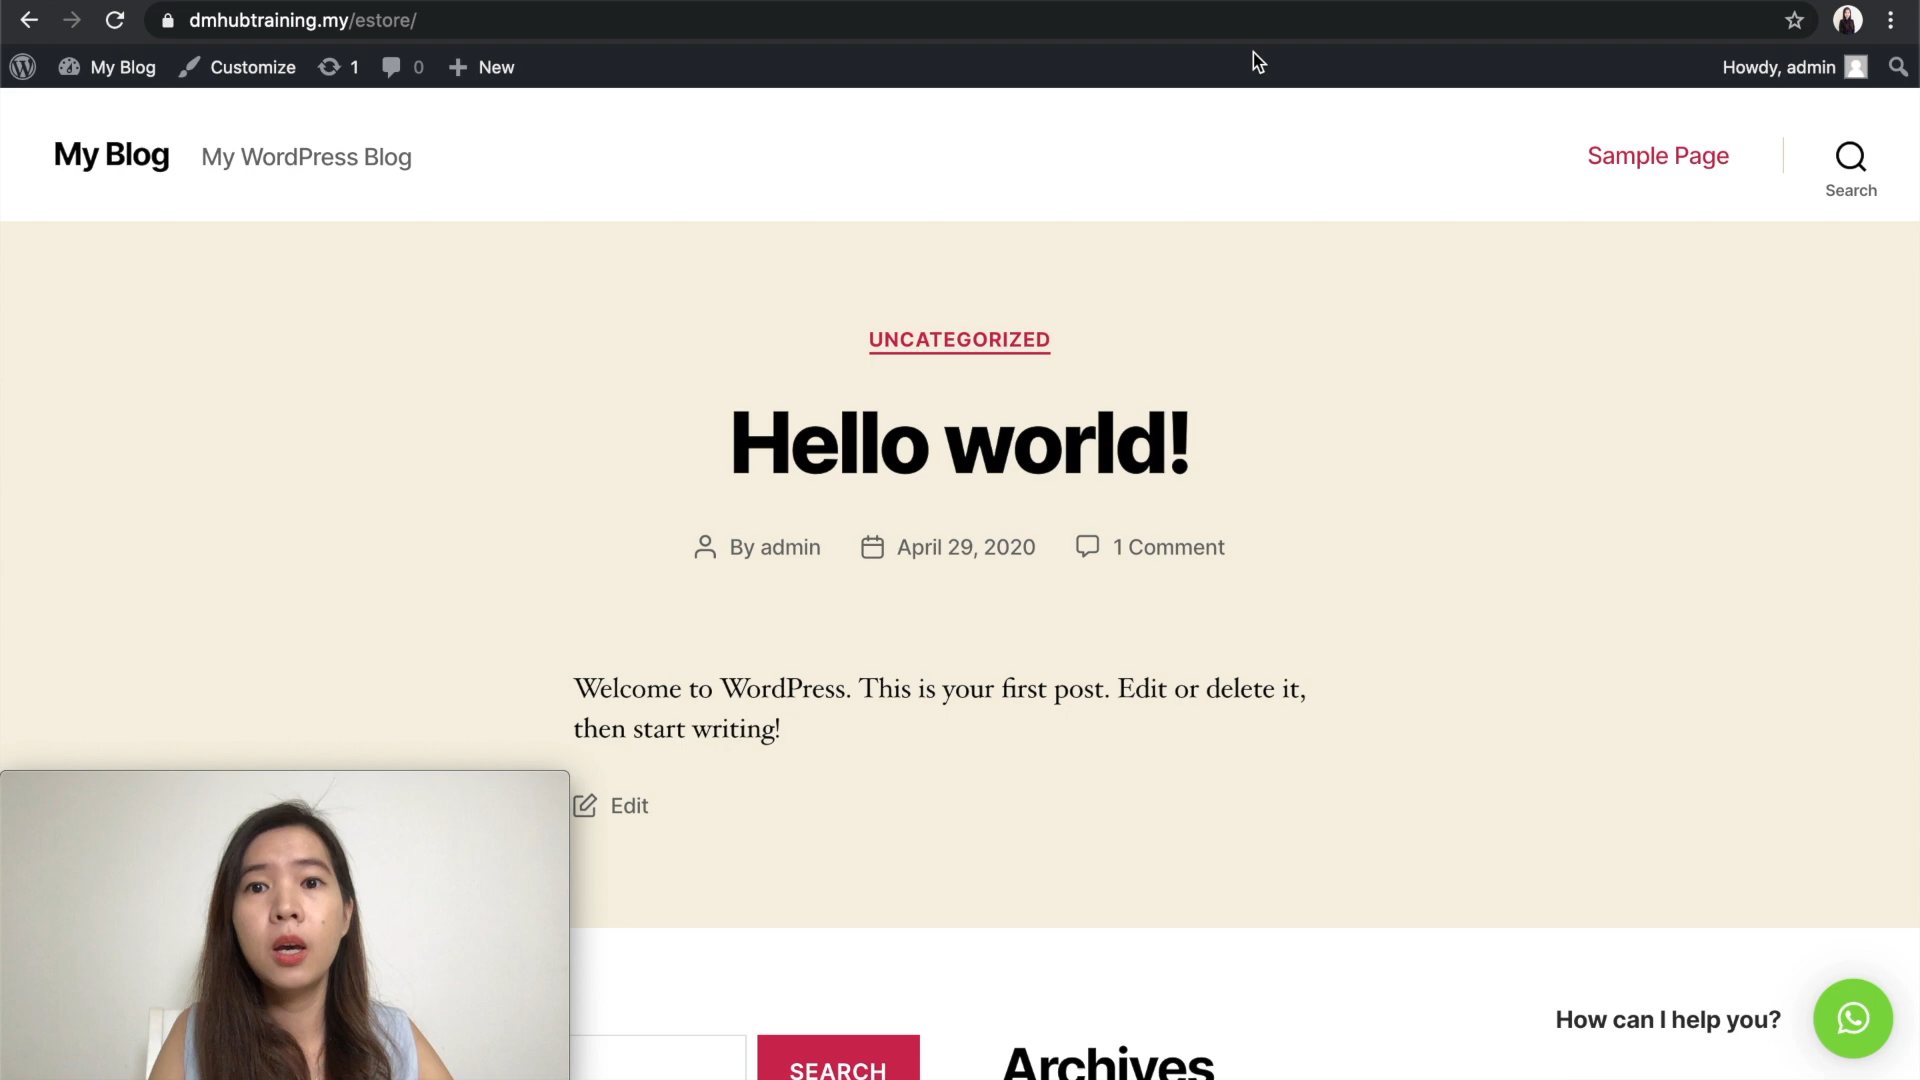 dmhubtraining.my/estore/
My Blog Customize 1 0 New Howdy, admin
My Blog My WordPress Blog Sample Page
Search
UNCATEGORIZED
Hello world!
By admin April 29, 2020 1 Comment
Welcome to WordPress. This is your first post. Edit or delete it,
then start writing!
Edit
How can I help you?
SEARCH Archives